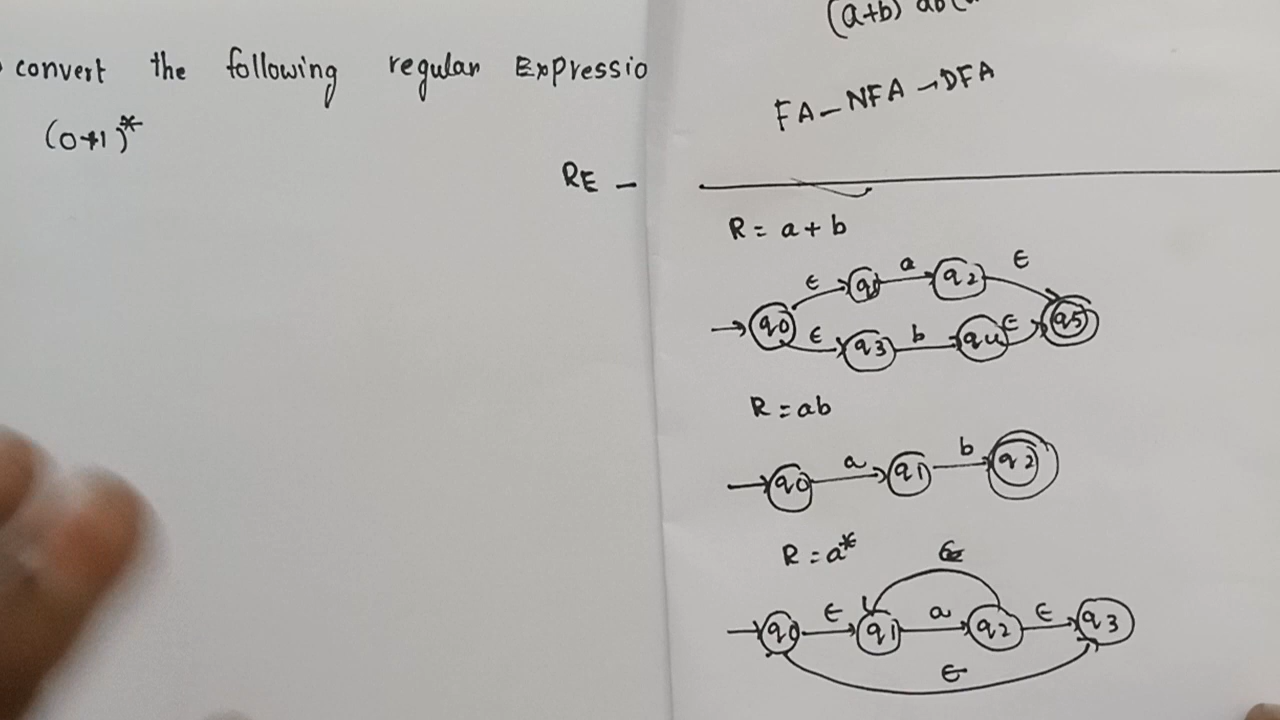 convert the following regular Expressio
(0+1)*
RE –
(a+b) ab(
FA – NFA → DFA
R = a + b
ε a ε
q0 q1 q2 q5
ε q3 b q4 ε
R = ab
a b
q0 q1 q2
R = a*
ε
q0 ε q1 a q2 ε q3
ε